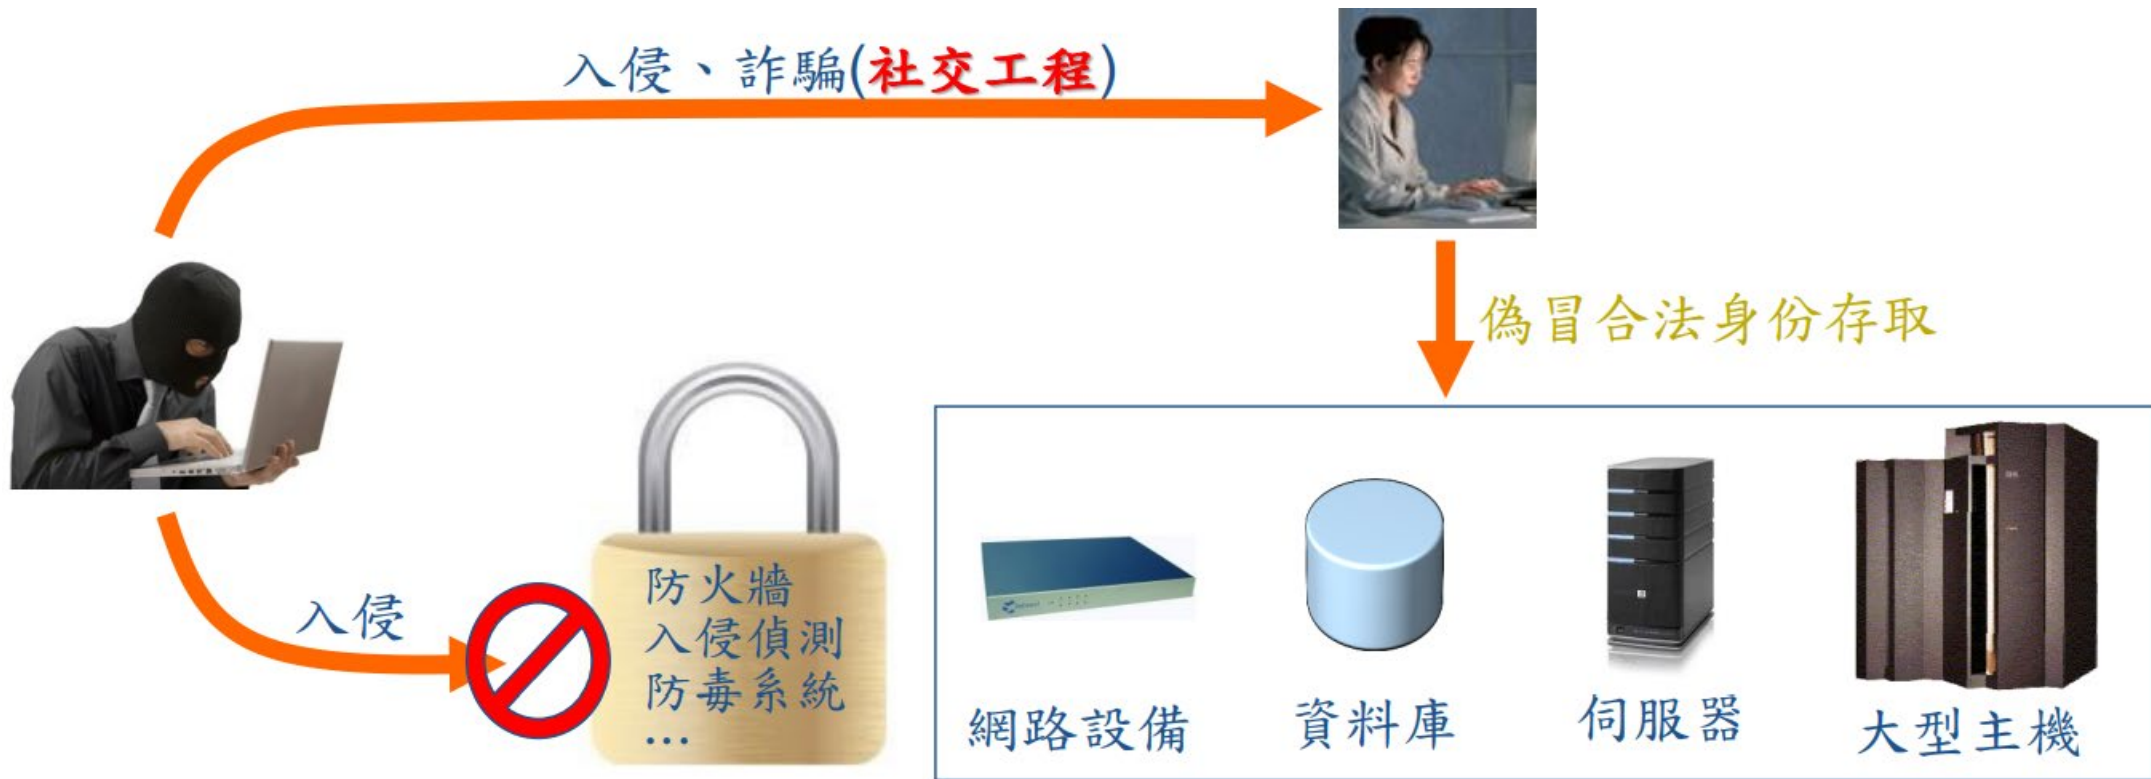 入侵、詐騙(社交工程)
偽冒合法身份存取
入侵
防火牆
入侵偵測
防毒系統
...
網路設備
資料庫
伺服器
大型主機